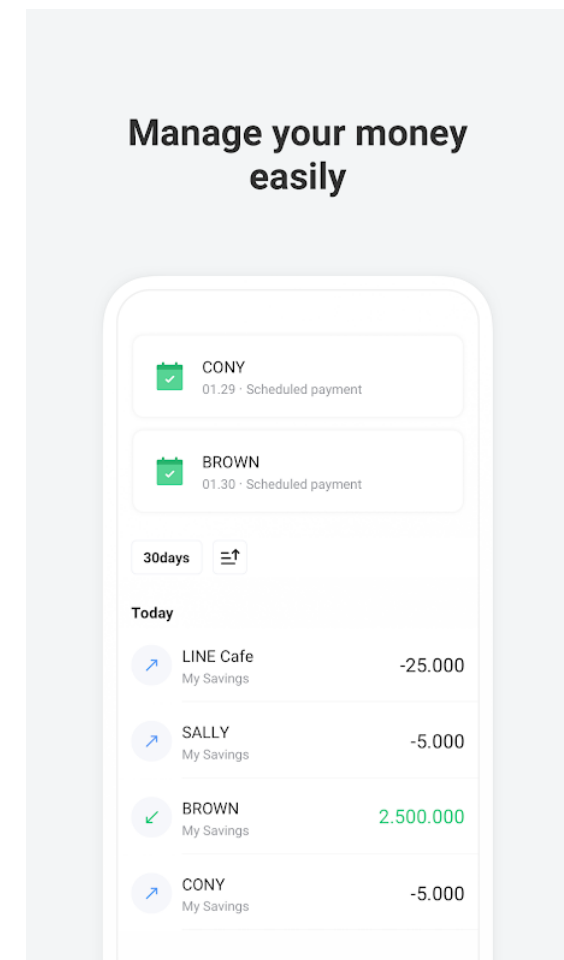 Manage your money
easily
CONY
01.29 · Scheduled payment
BROWN
01.30 · Scheduled payment
30days
Today
LINE Cafe
-25.000
My Savings
SALLY
-5.000
My Savings
BROWN
2.500.000
My Savings
CONY
-5.000
My Savings